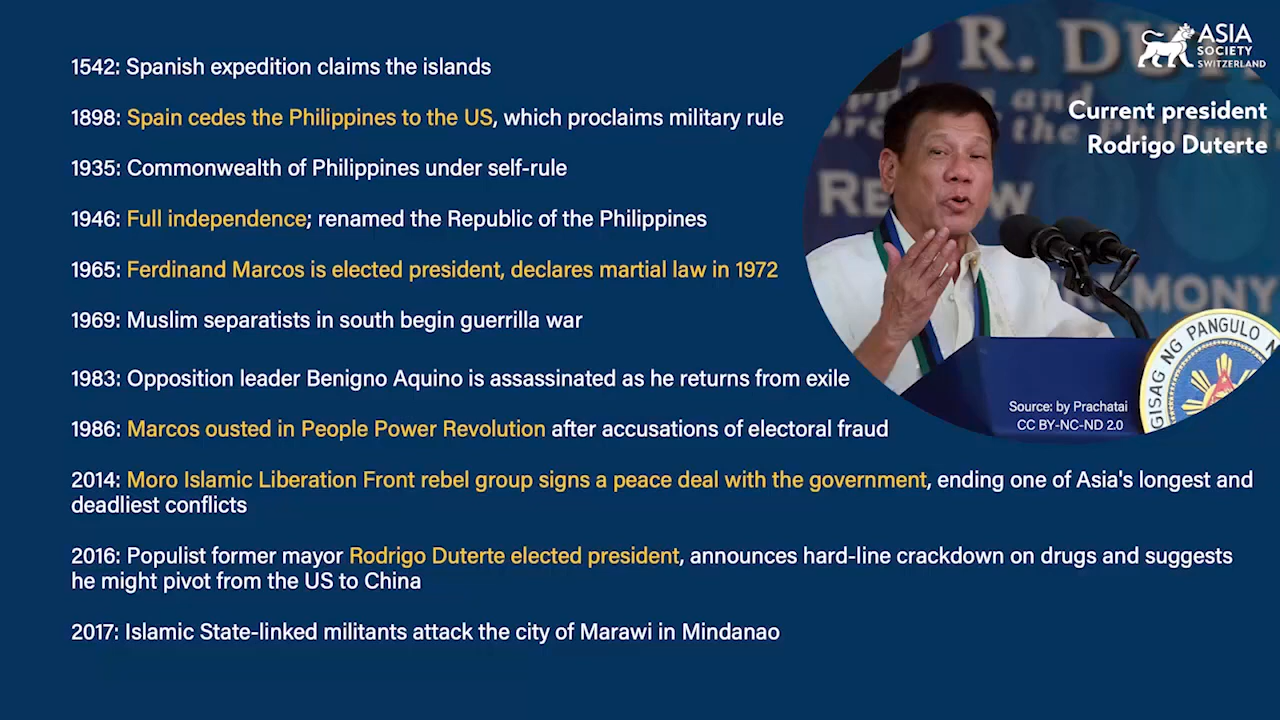 1542: Spanish expedition claims the islands
1898: Spain cedes the Philippines to the US, which proclaims military rule
1935: Commonwealth of Philippines under self-rule
1946: Full independence; renamed the Republic of the Philippines
1965: Ferdinand Marcos is elected president, declares martial law in 1972
1969: Muslim separatists in south begin guerrilla war
1983: Opposition leader Benigno Aquino is assassinated as he returns from exile
1986: Marcos ousted in People Power Revolution after accusations of electoral fraud
2014: Moro Islamic Liberation Front rebel group signs a peace deal with the government, ending one of Asia's longest and
deadliest conflicts
2016: Populist former mayor Rodrigo Duterte elected president, announces hard-line crackdown on drugs and suggests
he might pivot from the US to China
2017: Islamic State-linked militants attack the city of Marawi in Mindanao
ASIA
SOCIETY
SWITZERLAND
Current president
Rodrigo Duterte
R. DU
and
the
NG PANGULO
Source: by Prachatai
CC BY-NC-ND 2.0